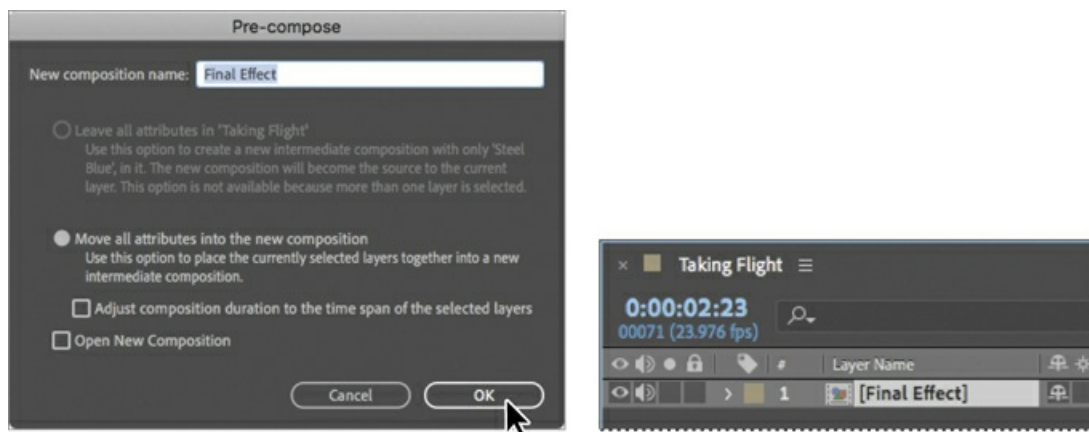 Pre-compose
New composition name: Final Effect
Leave all attributes in 'Taking Flight'
Use this option to create a new intermediate composition with only 'Steel
Blue', in it. The new composition will become the source to the current
layer. This option is not available because more than one layer is selected.
Move all attributes into the new composition
Use this option to place the currently selected layers together into a new
intermediate composition.
Adjust composition duration to the time span of the selected layers
Open New Composition
Cancel
OK
Taking Flight
0:00:02:23
00071 (23.976 fps)
# Layer Name
1 [Final Effect]